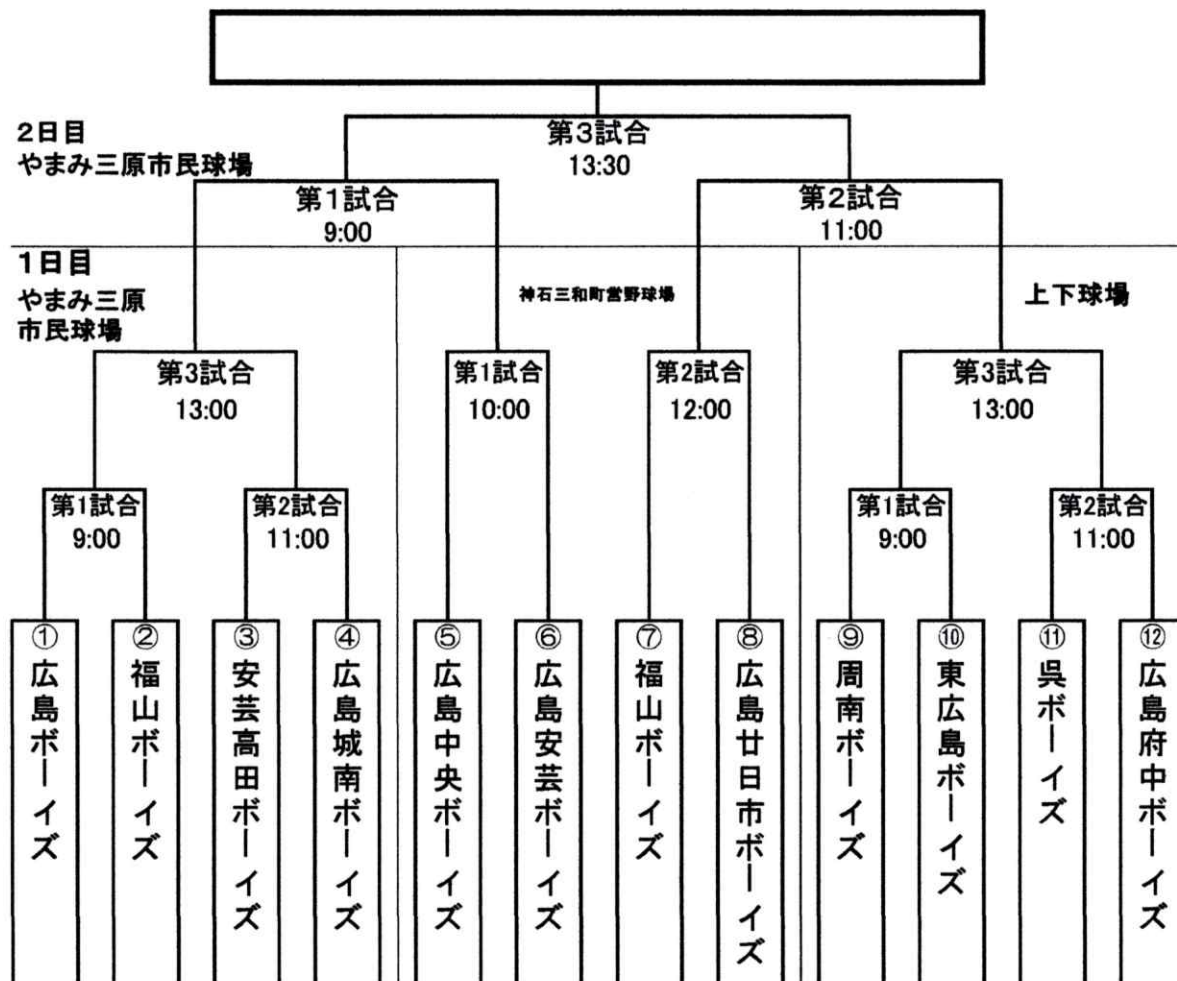 2日目
やまみ三原市民球場
第3試合
13:30
第1試合
9:00
第2試合
11:00
1日目
やまみ三原
市民球場
神石三和町営野球場
上下球場
第3試合
13:00
第1試合
10:00
第2試合
12:00
第3試合
13:00
第1試合
9:00
第2試合
11:00
第1試合
9:00
第2試合
11:00
①広島ボーイズ
②福山ボーイズ
③安芸高田ボーイズ
④広島城南ボーイズ
⑤広島中央ボーイズ
⑥広島安芸ボーイズ
⑦福山ボーイズ
⑧広島廿日市ボーイズ
⑨周南ボーイズ
⑩東広島ボーイズ
⑪呉ボーイズ
⑫広島府中ボーイズ